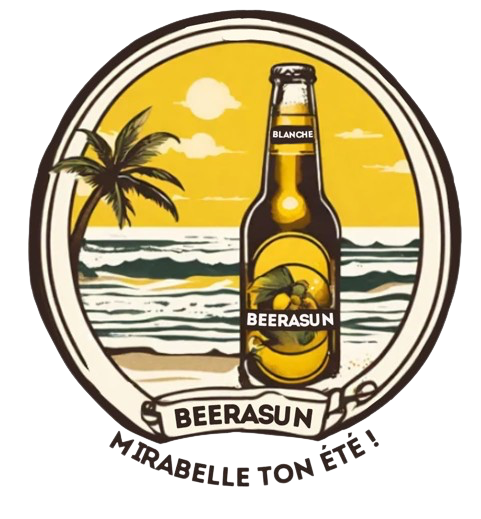 BLANCHE
BEERASUN
BEERASUN
MIRABELLE TON ÉTÉ !